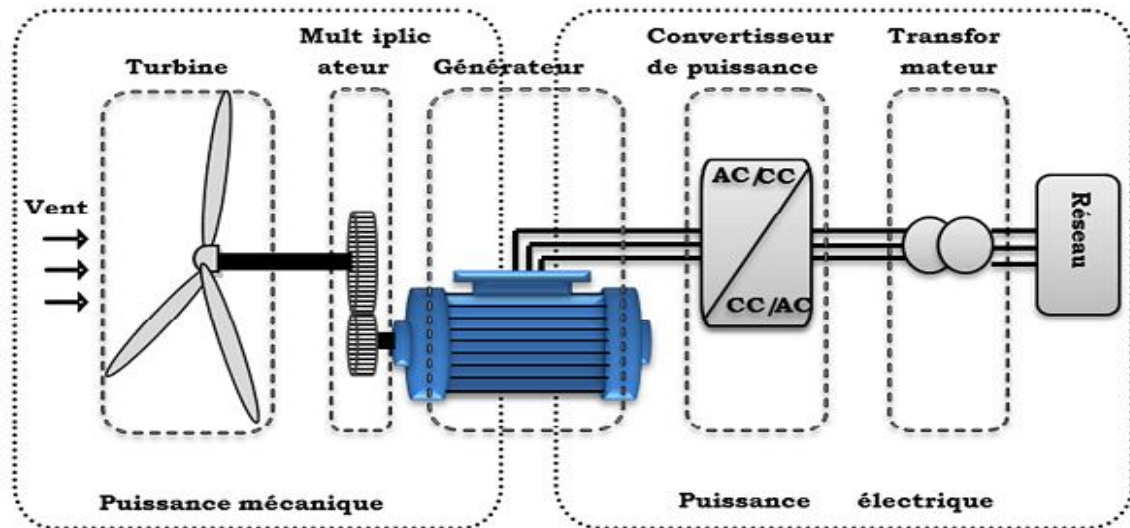 Mult iplic
ateur
Turbine
Générateur
Convertisseur
de puissance
Transfor
mateur
Vent
AC/CC
CC/AC
Réseau
Puissance mécanique
Puissance électrique